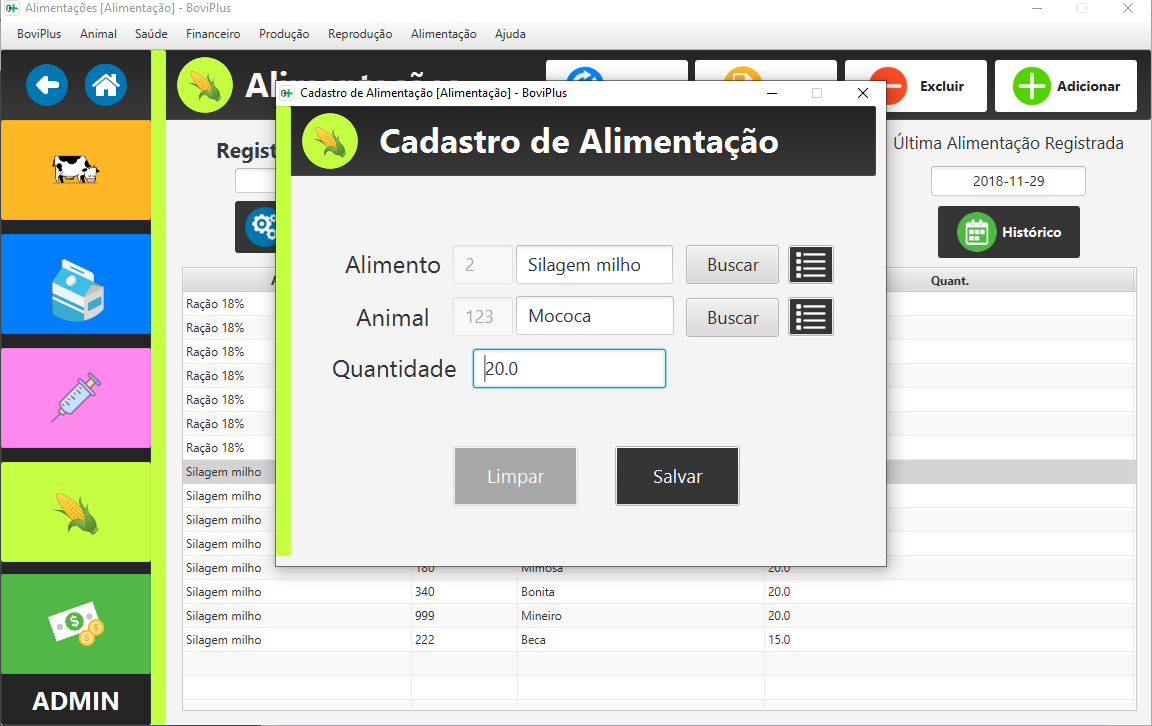 Alimentações [Alimentação] - BoviPlus
BoviPlus Animal Saúde Financeiro Produção Reprodução Alimentação Ajuda
Excluir
Adicionar
Cadastro de Alimentação [Alimentação] - BoviPlus
Cadastro de Alimentação
Regist
Última Alimentação Registrada
2018-11-29
Histórico
Alimento 2 Silagem milho Buscar
Animal 123 Mococa Buscar
Quantidade 20.0
Limpar Salvar
Quant.
Ração 18%
Ração 18%
Ração 18%
Ração 18%
Ração 18%
Ração 18%
Ração 18%
Silagem milho
Silagem milho
Silagem milho
Silagem milho
Silagem milho 180 Mimosa 20.0
Silagem milho 340 Bonita 20.0
Silagem milho 999 Mineiro 20.0
Silagem milho 222 Beca 15.0
ADMIN